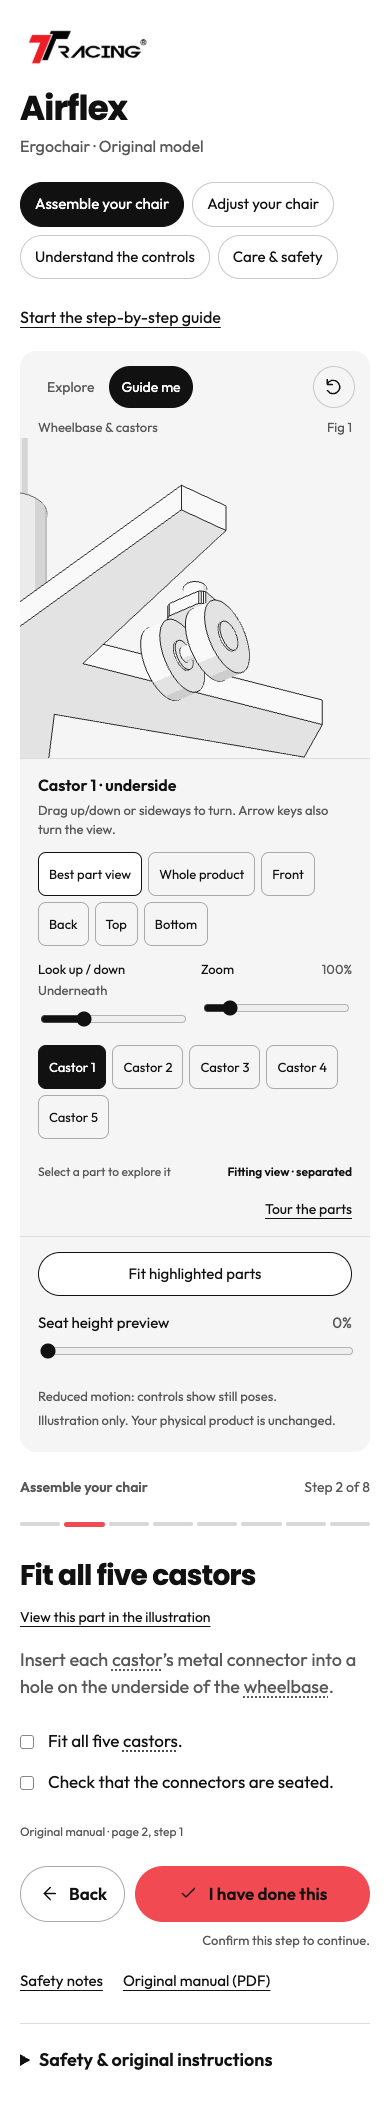 TTRACING®
Airflex
Ergochair · Original model
Assemble your chair
Adjust your chair
Understand the controls
Care & safety
Start the step-by-step guide
Explore
Guide me
Wheelbase & castors
Fig 1
Castor 1 · underside
Drag up/down or sideways to turn. Arrow keys also
turn the view.
Best part view
Whole product
Front
Back
Top
Bottom
Look up / down
Zoom
100%
Underneath
Castor 1
Castor 2
Castor 3
Castor 4
Castor 5
Select a part to explore it
Fitting view · separated
Tour the parts
Fit highlighted parts
Seat height preview
0%
Reduced motion: controls show still poses.
Illustration only. Your physical product is unchanged.
Assemble your chair
Step 2 of 8
Fit all five castors
View this part in the illustration
Insert each castor’s metal connector into a
hole on the underside of the wheelbase.
Fit all five castors.
Check that the connectors are seated.
Original manual · page 2, step 1
Back
I have done this
Confirm this step to continue.
Safety notes
Original manual (PDF)
Safety & original instructions